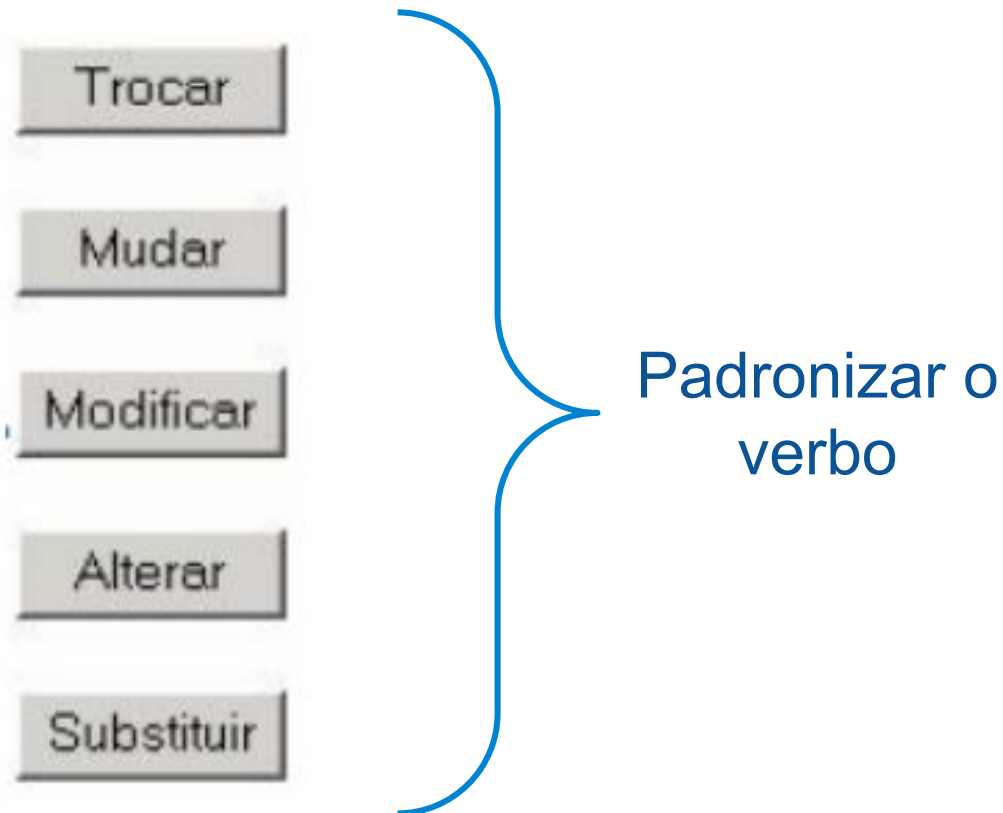 Trocar
Mudar
Modificar
Alterar
Substituir
Padronizar o
verbo